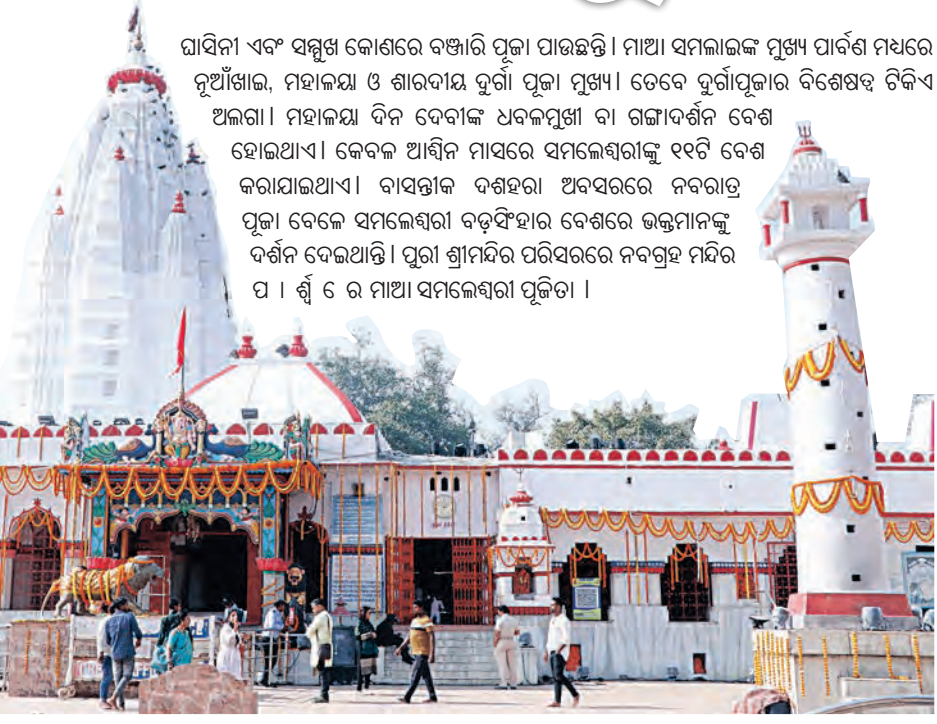 ଘାସିନୀ ଏବଂ ସମ୍ମୁଖ କୋଣରେ ବଞ୍ଜାରି ପୂଜା ପାଉଛନ୍ତି । ମାଆ ସମଲାଇଙ୍କ ମୁଖ୍ୟ ପାର୍ବଣ ମଧ୍ୟରେ
ନୂଆଁଖାଇ, ମହାଳୟା ଓ ଶାରଦୀୟ ଦୁର୍ଗା ପୂଜା ମୁଖ୍ୟ। ତେବେ ଦୁର୍ଗାପୂଜାର ବିଶେଷତ୍ୱ ଟିକିଏ
ଅଲଗା। ମହାଳୟା ଦିନ ଦେବୀଙ୍କ ଧବଳମୁଖୀ ବା ଗଙ୍ଗାଦର୍ଶନ ବେଶ
ହୋଇଥାଏ। କେବଳ ଆଶ୍ୱିନ ମାସରେ ସମଲେଶ୍ୱରୀଙ୍କୁ ୧୧ଟି ବେଶ
କରାଯାଇଥାଏ। ବାସନ୍ତୀକ ଦଶହରା ଅବସରରେ ନବରାତ୍ର
ପୂଜା ବେଳେ ସମଲେଶ୍ୱରୀ ବଡ଼ସିଂହାର ବେଶରେ ଭକ୍ତମାନଙ୍କୁ
ଦର୍ଶନ ଦେଇଥାନ୍ତି । ପୁରୀ ଶ୍ରୀମନ୍ଦିର ପରିସରରେ ନବଗ୍ରହ ମନ୍ଦିର
ପ । ର୍ଶ୍ୱ େ ର ମାଆ ସମଲେଶ୍ୱରୀ ପୂଜିତା ।